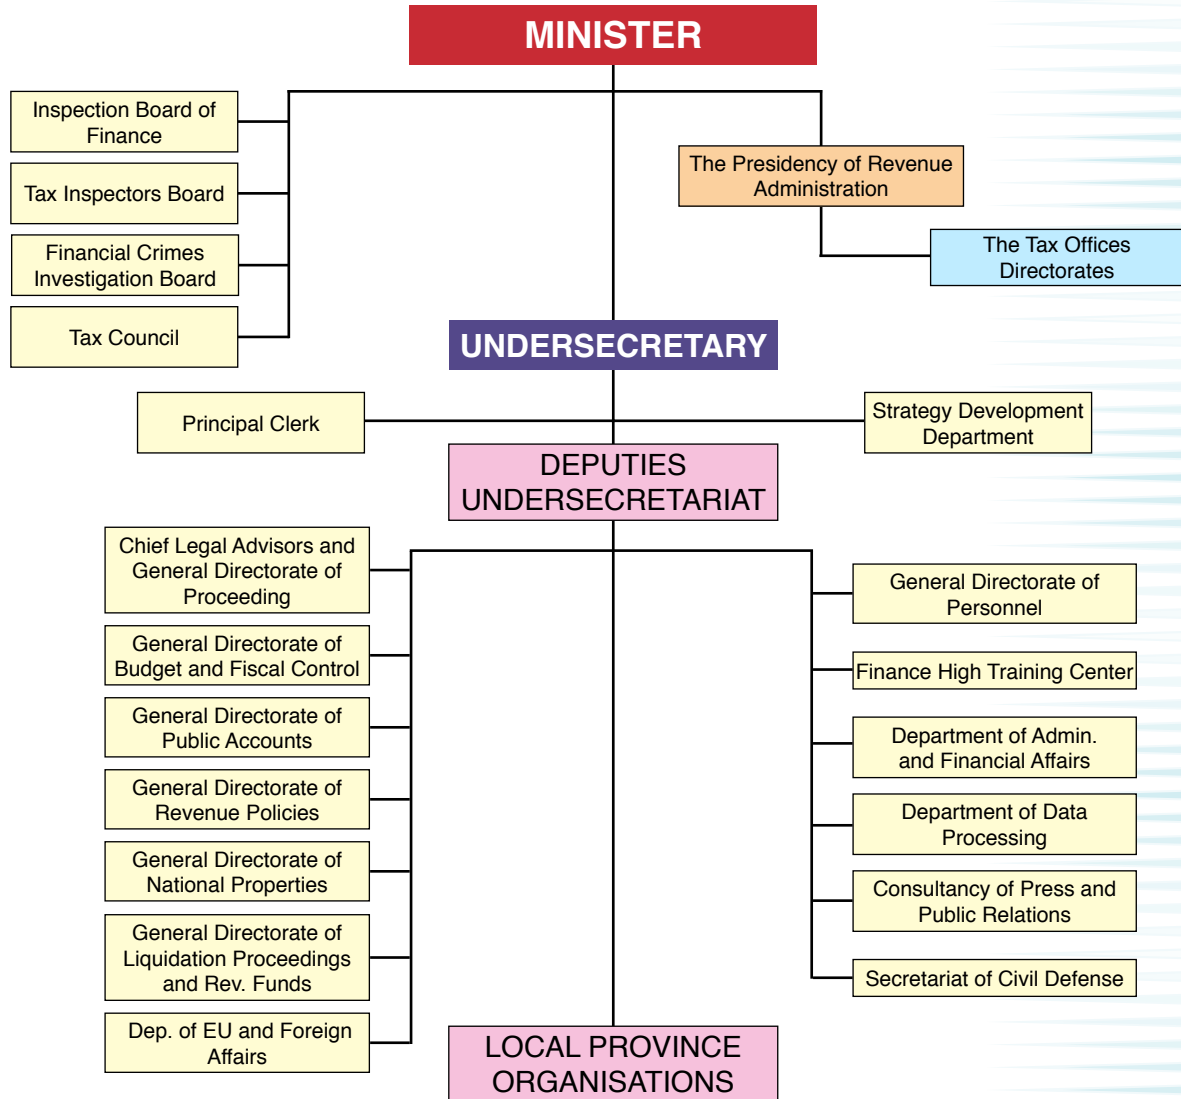 MINISTER
Inspection Board of
Finance
Tax Inspectors Board
Financial Crimes
Investigation Board
Tax Council
The Presidency of Revenue
Administration
The Tax Offices
Directorates
UNDERSECRETARY
Principal Clerk
Strategy Development
Department
DEPUTIES
UNDERSECRETARIAT
Chief Legal Advisors and
General Directorate of
Proceeding
General Directorate of
Budget and Fiscal Control
General Directorate of
Public Accounts
General Directorate of
Revenue Policies
General Directorate of
National Properties
General Directorate of
Liquidation Proceedings
and Rev. Funds
Dep. of EU and Foreign
Affairs
General Directorate of
Personnel
Finance High Training Center
Department of Admin.
and Financial Affairs
Department of Data
Processing
Consultancy of Press and
Public Relations
Secretariat of Civil Defense
LOCAL PROVINCE
ORGANISATIONS